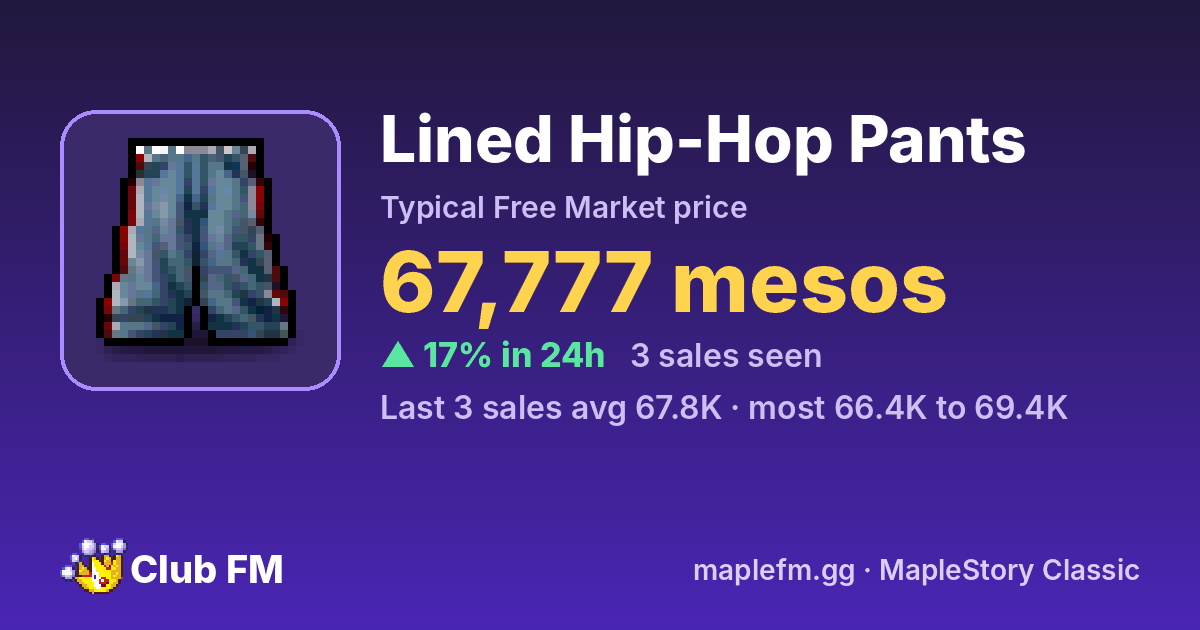 Lined Hip-Hop Pants
Typical Free Market price
67,777 mesos
▲ 17% in 24h 3 sales seen
Last 3 sales avg 67.8K · most 66.4K to 69.4K
Club FM
maplefm.gg · MapleStory Classic